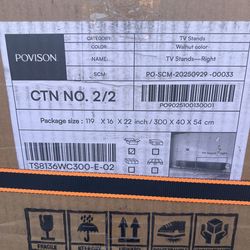 POVISON
CATEGORY: TV Stands
COLOR: Walnut color
NAME: TV Stands—Right
SCM: PO-SCM-20250929-00033
CTN NO. 2/2
PO9025100130001
Package size : 119 X 16 X 22 inch/ 300 X 40 X 54 cm
TS8136WC300-E-02
FRAGILE